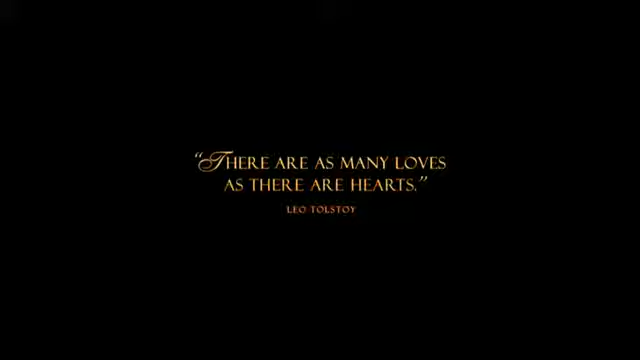 “There are as many loves
as there are hearts.”
Leo Tolstoy